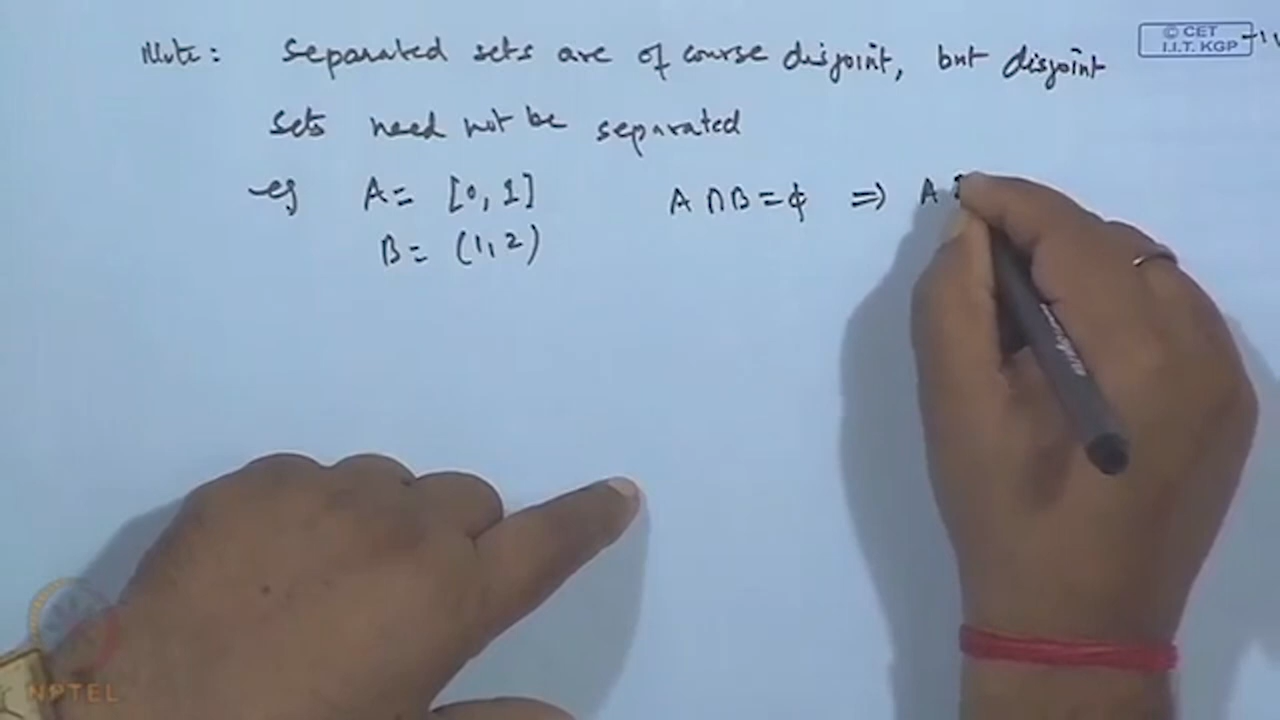 © CET
I.I.T. KGP
Note: Separated sets are of course disjoint, but disjoint
sets need not be separated
eg A = [0, 1] A ∩ B = ϕ ⇒ A
B = (1, 2)
NPTEL